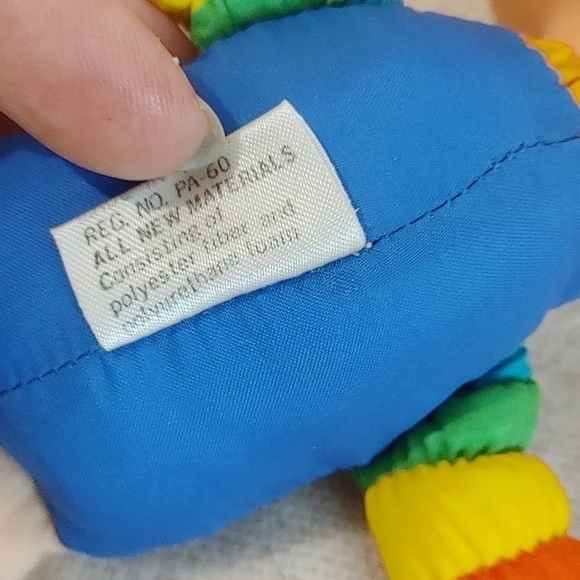 REG. NO. PA-60
ALL NEW MATERIALS
Consisting of
polyester fiber and
polyurethane foam